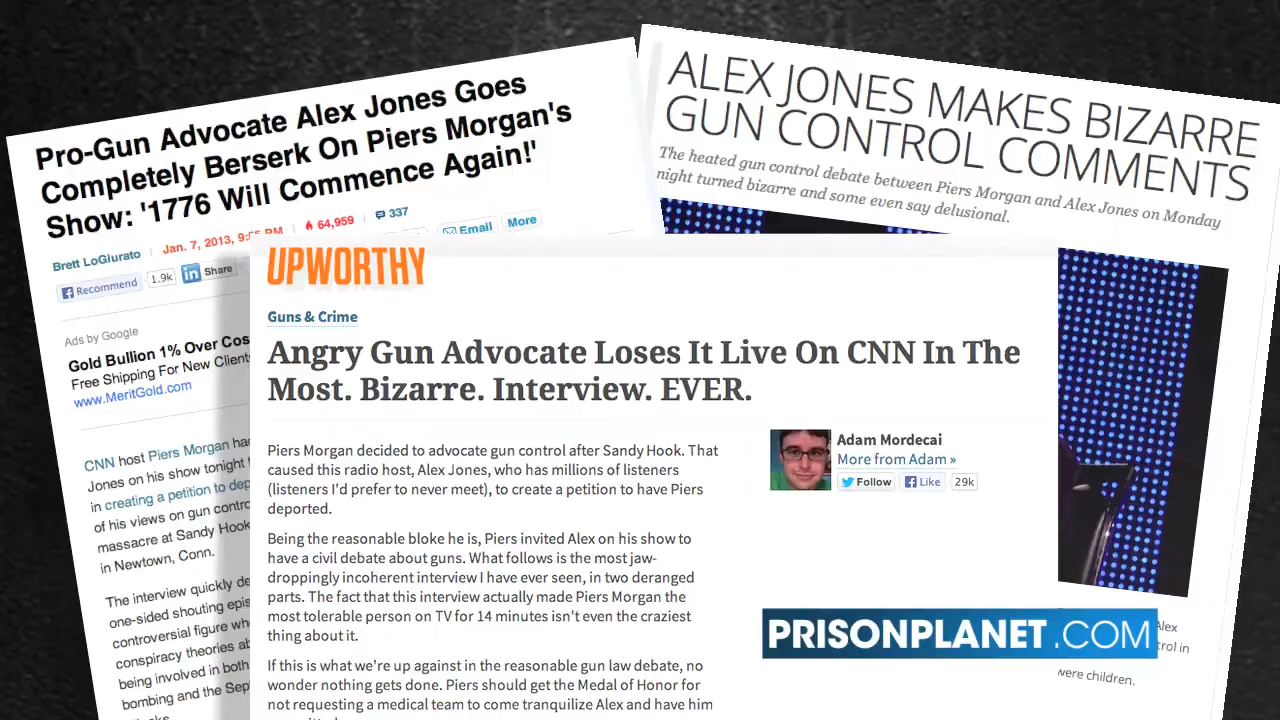 Pro-Gun Advocate Alex Jones Goes
Completely Berserk On Piers Morgan's
Show: '1776 Will Commence Again!'
Brett LoGiurato
Jan. 7, 2013, PM
64,959
337
Recommend
1.9k
Share
Email
More
Ads by Google
Gold Bullion 1% Over
Free Shipping For New
www.MeritGold.com
CNN host Piers Morgan
Jones on his show tonight
in creating a petition to
of his views on gun
massacre at Sandy Hook
in Newtown, Conn.
The interview quickly
one-sided shouting
controversial figure
conspiracy theories
being involved in both
bombing and the
ALEX JONES MAKES BIZARRE
GUN CONTROL COMMENTS
The heated gun control debate between Piers Morgan and Alex Jones on Monday
night turned bizarre and some even say delusional.
UPWORTHY
Guns & Crime
Angry Gun Advocate Loses It Live On CNN In The
Most. Bizarre. Interview. EVER.
Piers Morgan decided to advocate gun control after Sandy Hook. That
caused this radio host, Alex Jones, who has millions of listeners
(listeners I'd prefer to never meet), to create a petition to have Piers
deported.
Being the reasonable bloke he is, Piers invited Alex on his show to
have a civil debate about guns. What follows is the most jaw-
droppingly incoherent interview I have ever seen, in two deranged
parts. The fact that this interview actually made Piers Morgan the
most tolerable person on TV for 14 minutes isn't even the craziest
thing about it.
If this is what we're up against in the reasonable gun law debate, no
wonder nothing gets done. Piers should get the Medal of Honor for
not requesting a medical team to come tranquilize Alex and have him
Adam Mordecai
More from Adam »
Follow
Like
29k
Alex
in
were children.
PRISONPLANET.COM